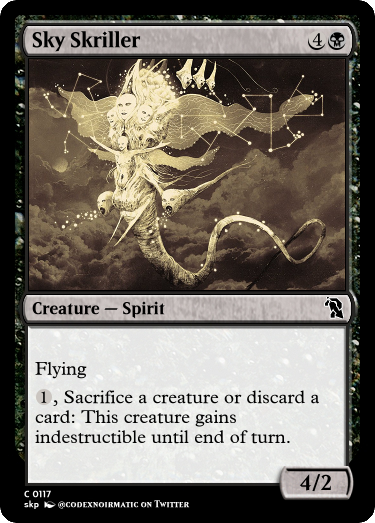 Sky Skriller 4
Creature — Spirit
Flying
1, Sacrifice a creature or discard a
card: This creature gains
indestructible until end of turn.
4/2
C 0117
skp @CODEXNOIRMATIC ON TWITTER